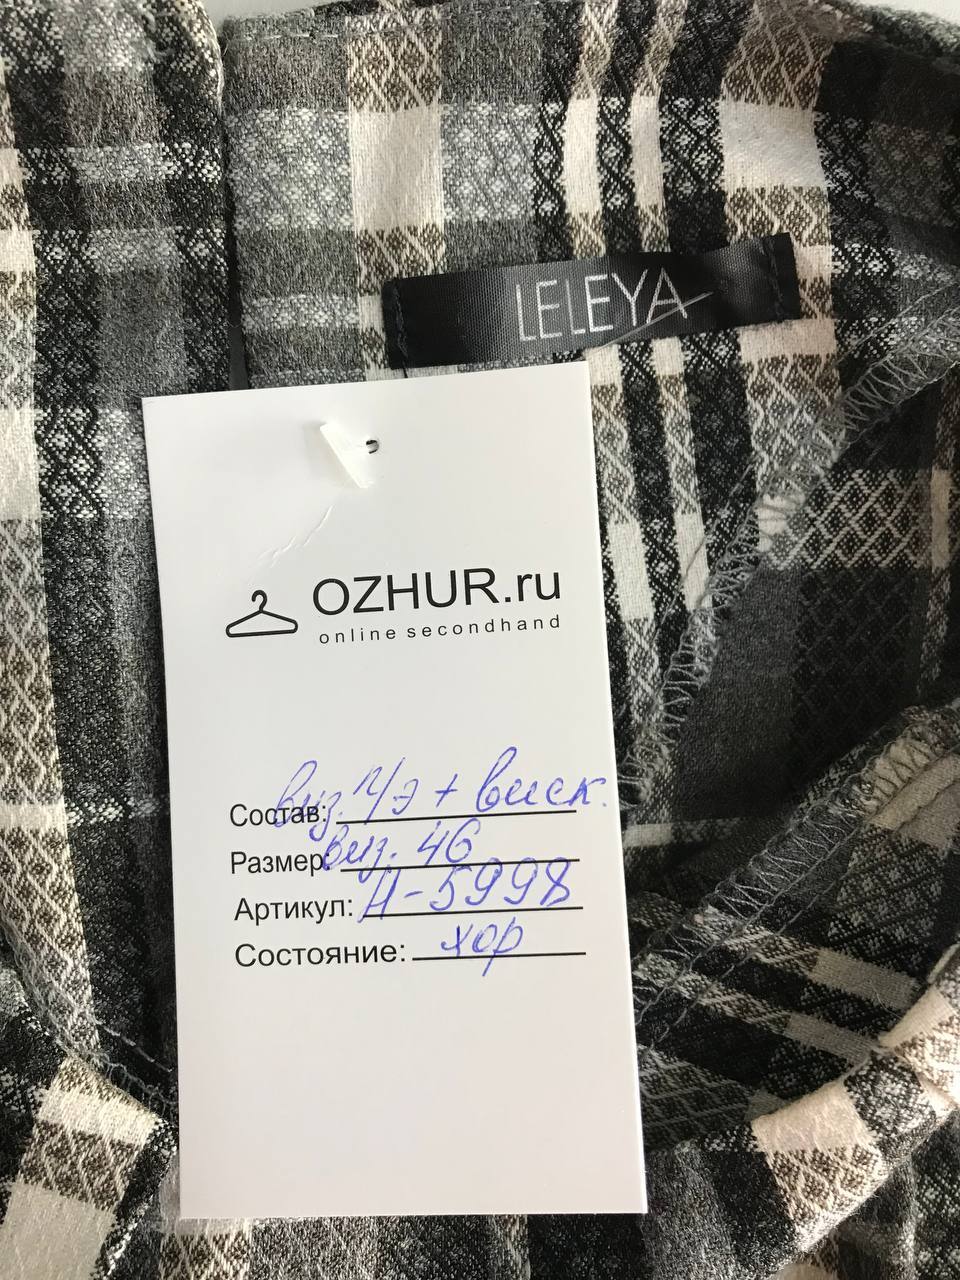 LELEYA
OZHUR.ru
online secondhand
Состав: виз. п/э + виск.
Размер: виз. 46
Артикул: Н-5998
Состояние: хор